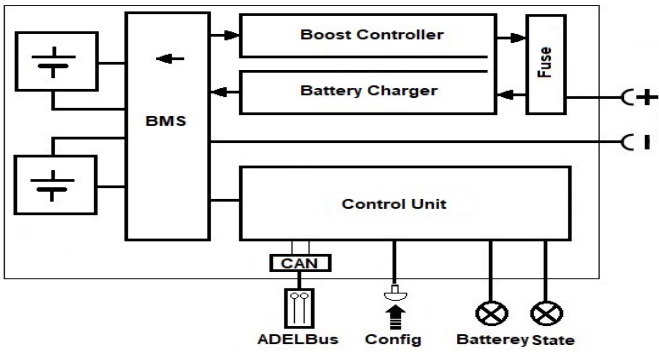 Boost Controller
Battery Charger
Fuse
BMS
Control Unit
CAN
ADELBus
Config
Batterey
State